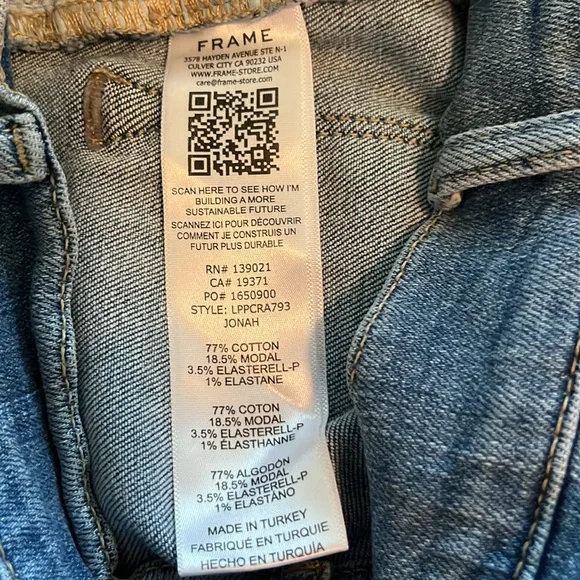 FRAME
3578 HAYDEN AVENUE STE N-1
CULVER CITY CA 90232 USA
WWW.FRAME-STORE.COM
care@frame-store.com
SCAN HERE TO SEE HOW I'M
BUILDING A MORE
SUSTAINABLE FUTURE
SCANNEZ ICI POUR DÉCOUVRIR
COMMENT JE CONSTRUIS UN
FUTUR PLUS DURABLE
RN# 139021
CA# 19371
PO# 1650900
STYLE: LPPCRA793
JONAH
77% COTTON
18.5% MODAL
3.5% ELASTERELL-P
1% ELASTANE
77% COTON
18.5% MODAL
3.5% ELASTERELL-P
1% ÉLASTHANNE
77% ALGODÓN
18.5% MODAL
3.5% ELASTERELL-P
1% ELASTANO
MADE IN TURKEY
FABRIQUÉ EN TURQUIE
HECHO EN TURQUÍA